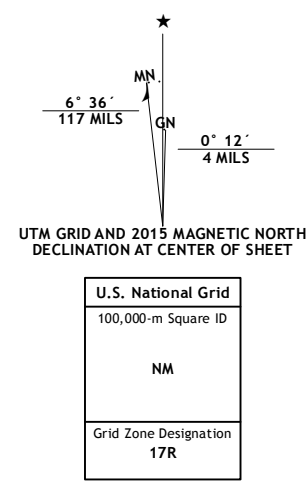 ★
MN
6° 36´
117 MILS
GN
0° 12´
4 MILS
UTM GRID AND 2015 MAGNETIC NORTH
DECLINATION AT CENTER OF SHEET
U.S. National Grid
100,000-m Square ID
NM
Grid Zone Designation
17R